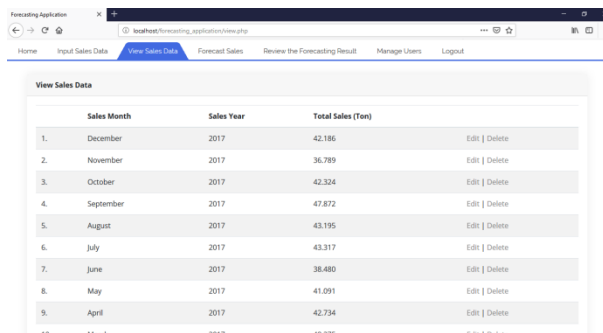 Forecasting Application
localhost/forecasting_application/view.php
Home Input Sales Data View Sales Data Forecast Sales Review the Forecasting Result Manage Users Logout
View Sales Data
Sales Month Sales Year Total Sales (Ton)
1. December 2017 42.186 Edit | Delete
2. November 2017 36.789 Edit | Delete
3. October 2017 42.324 Edit | Delete
4. September 2017 47.872 Edit | Delete
5. August 2017 43.195 Edit | Delete
6. July 2017 43.317 Edit | Delete
7. June 2017 38.480 Edit | Delete
8. May 2017 41.091 Edit | Delete
9. April 2017 42.734 Edit | Delete